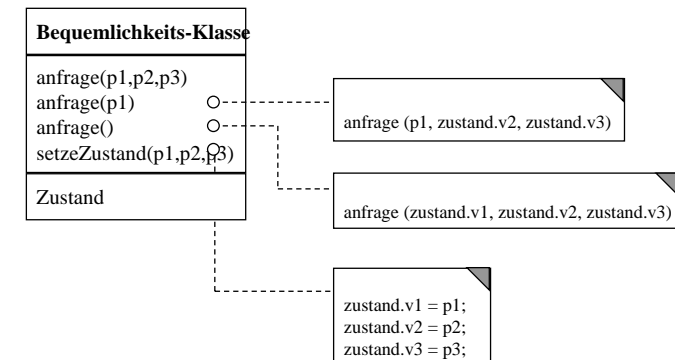 Bequemlichkeits-Klasse
anfrage(p1,p2,p3)
anfrage(p1)
anfrage()
setzeZustand(p1,p2,p3)
Zustand
anfrage (p1, zustand.v2, zustand.v3)
anfrage (zustand.v1, zustand.v2, zustand.v3)
zustand.v1 = p1;
zustand.v2 = p2;
zustand.v3 = p3;